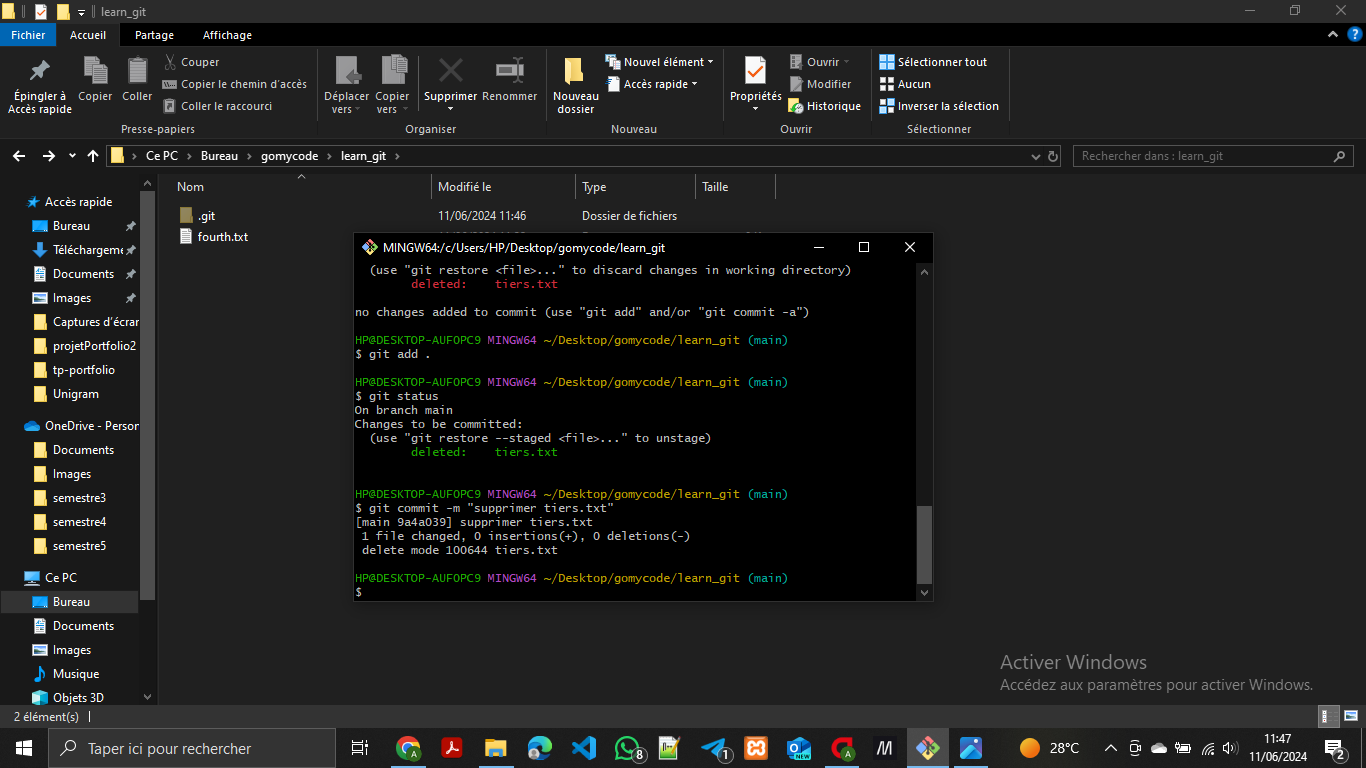 learn_git
Fichier Accueil Partage Affichage
Épingler à Accès rapide
Copier
Coller
Couper
Copier le chemin d'accès
Coller le raccourci
Presse-papiers
Déplacer vers
Copier vers
Supprimer
Renommer
Organiser
Nouveau dossier
Nouvel élément
Accès rapide
Nouveau
Propriétés
Ouvrir
Modifier
Historique
Ouvrir
Sélectionner tout
Aucun
Inverser la sélection
Sélectionner
Ce PC > Bureau > gomycode > learn_git >
Rechercher dans : learn_git
Nom Modifié le Type Taille
.git 11/06/2024 11:46 Dossier de fichiers
fourth.txt
Accès rapide
Bureau
Téléchargeme
Documents
Images
Captures d'écran
projetPortfolio2
tp-portfolio
Unigram
OneDrive - Person
Documents
Images
semestre3
semestre4
semestre5
Ce PC
Bureau
Documents
Images
Musique
Objets 3D
2 élément(s)
MINGW64:/c/Users/HP/Desktop/gomycode/learn_git
(use "git restore <file>..." to discard changes in working directory)
deleted:    tiers.txt
no changes added to commit (use "git add" and/or "git commit -a")
HP@DESKTOP-AUFOPC9 MINGW64 ~/Desktop/gomycode/learn_git (main)
$ git add .
HP@DESKTOP-AUFOPC9 MINGW64 ~/Desktop/gomycode/learn_git (main)
$ git status
On branch main
Changes to be committed:
(use "git restore --staged <file>..." to unstage)
deleted:    tiers.txt
HP@DESKTOP-AUFOPC9 MINGW64 ~/Desktop/gomycode/learn_git (main)
$ git commit -m "supprimer tiers.txt"
[main 9a4a039] supprimer tiers.txt
1 file changed, 0 insertions(+), 0 deletions(-)
delete mode 100644 tiers.txt
HP@DESKTOP-AUFOPC9 MINGW64 ~/Desktop/gomycode/learn_git (main)
$
Activer Windows
Accédez aux paramètres pour activer Windows.
Taper ici pour rechercher
8
1
NEW
28°C
11:47
11/06/2024
2